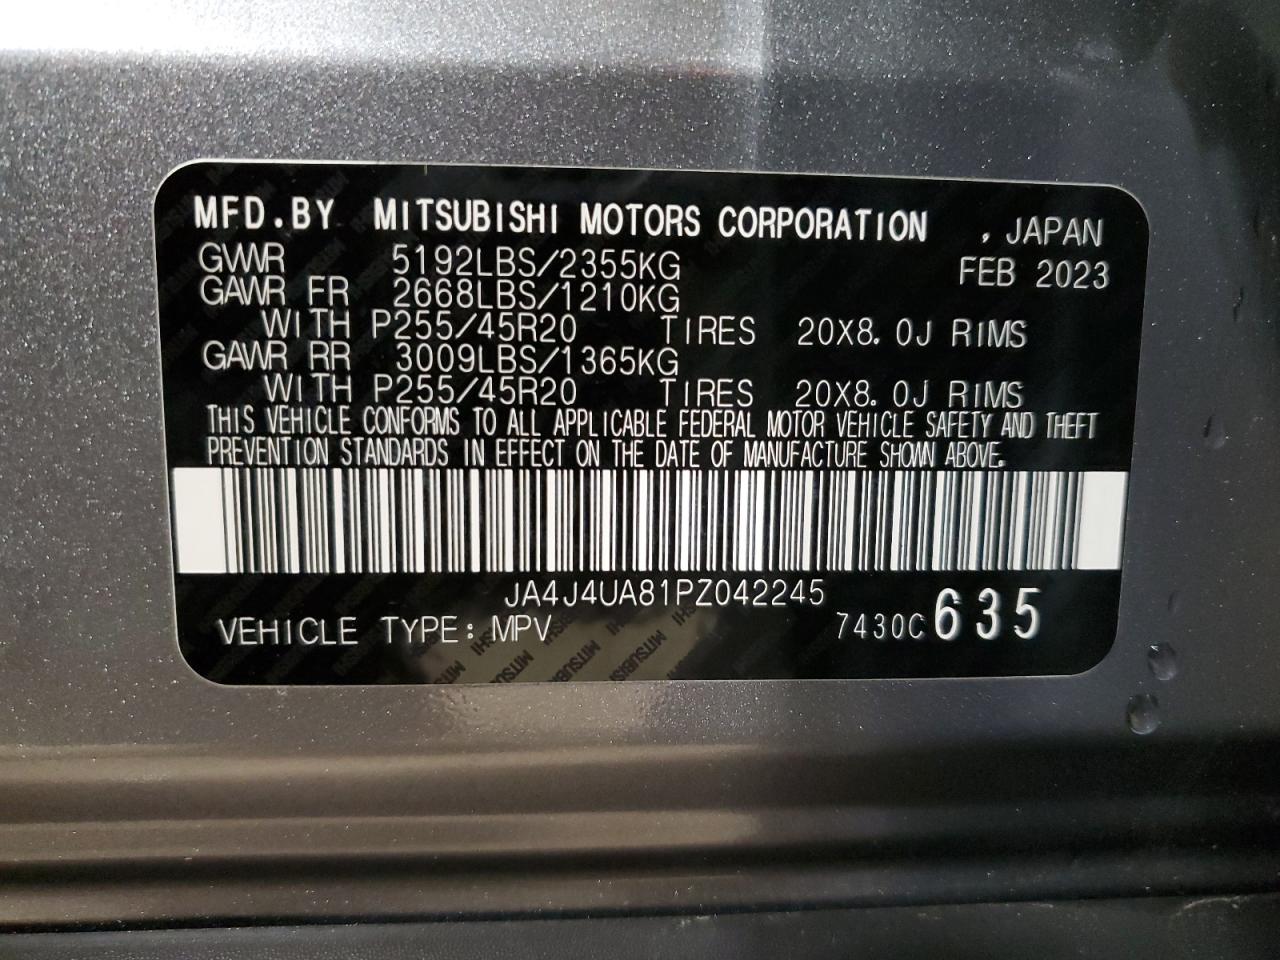 MFD.BY MITSUBISHI MOTORS CORPORATION , JAPAN
GVWR 5192LBS/2355KG FEB 2023
GAWR FR 2668LBS/1210KG
WITH P255/45R20 TIRES 20X8.0J RIMS
GAWR RR 3009LBS/1365KG
WITH P255/45R20 TIRES 20X8.0J RIMS
THIS VEHICLE CONFORMS TO ALL APPLICABLE FEDERAL MOTOR VEHICLE SAFETY AND THEFT
PREVENTION STANDARDS IN EFFECT ON THE DATE OF MANUFACTURE SHOWN ABOVE.
JA4J4UA81PZ042245
VEHICLE TYPE: MPV 7430C 635